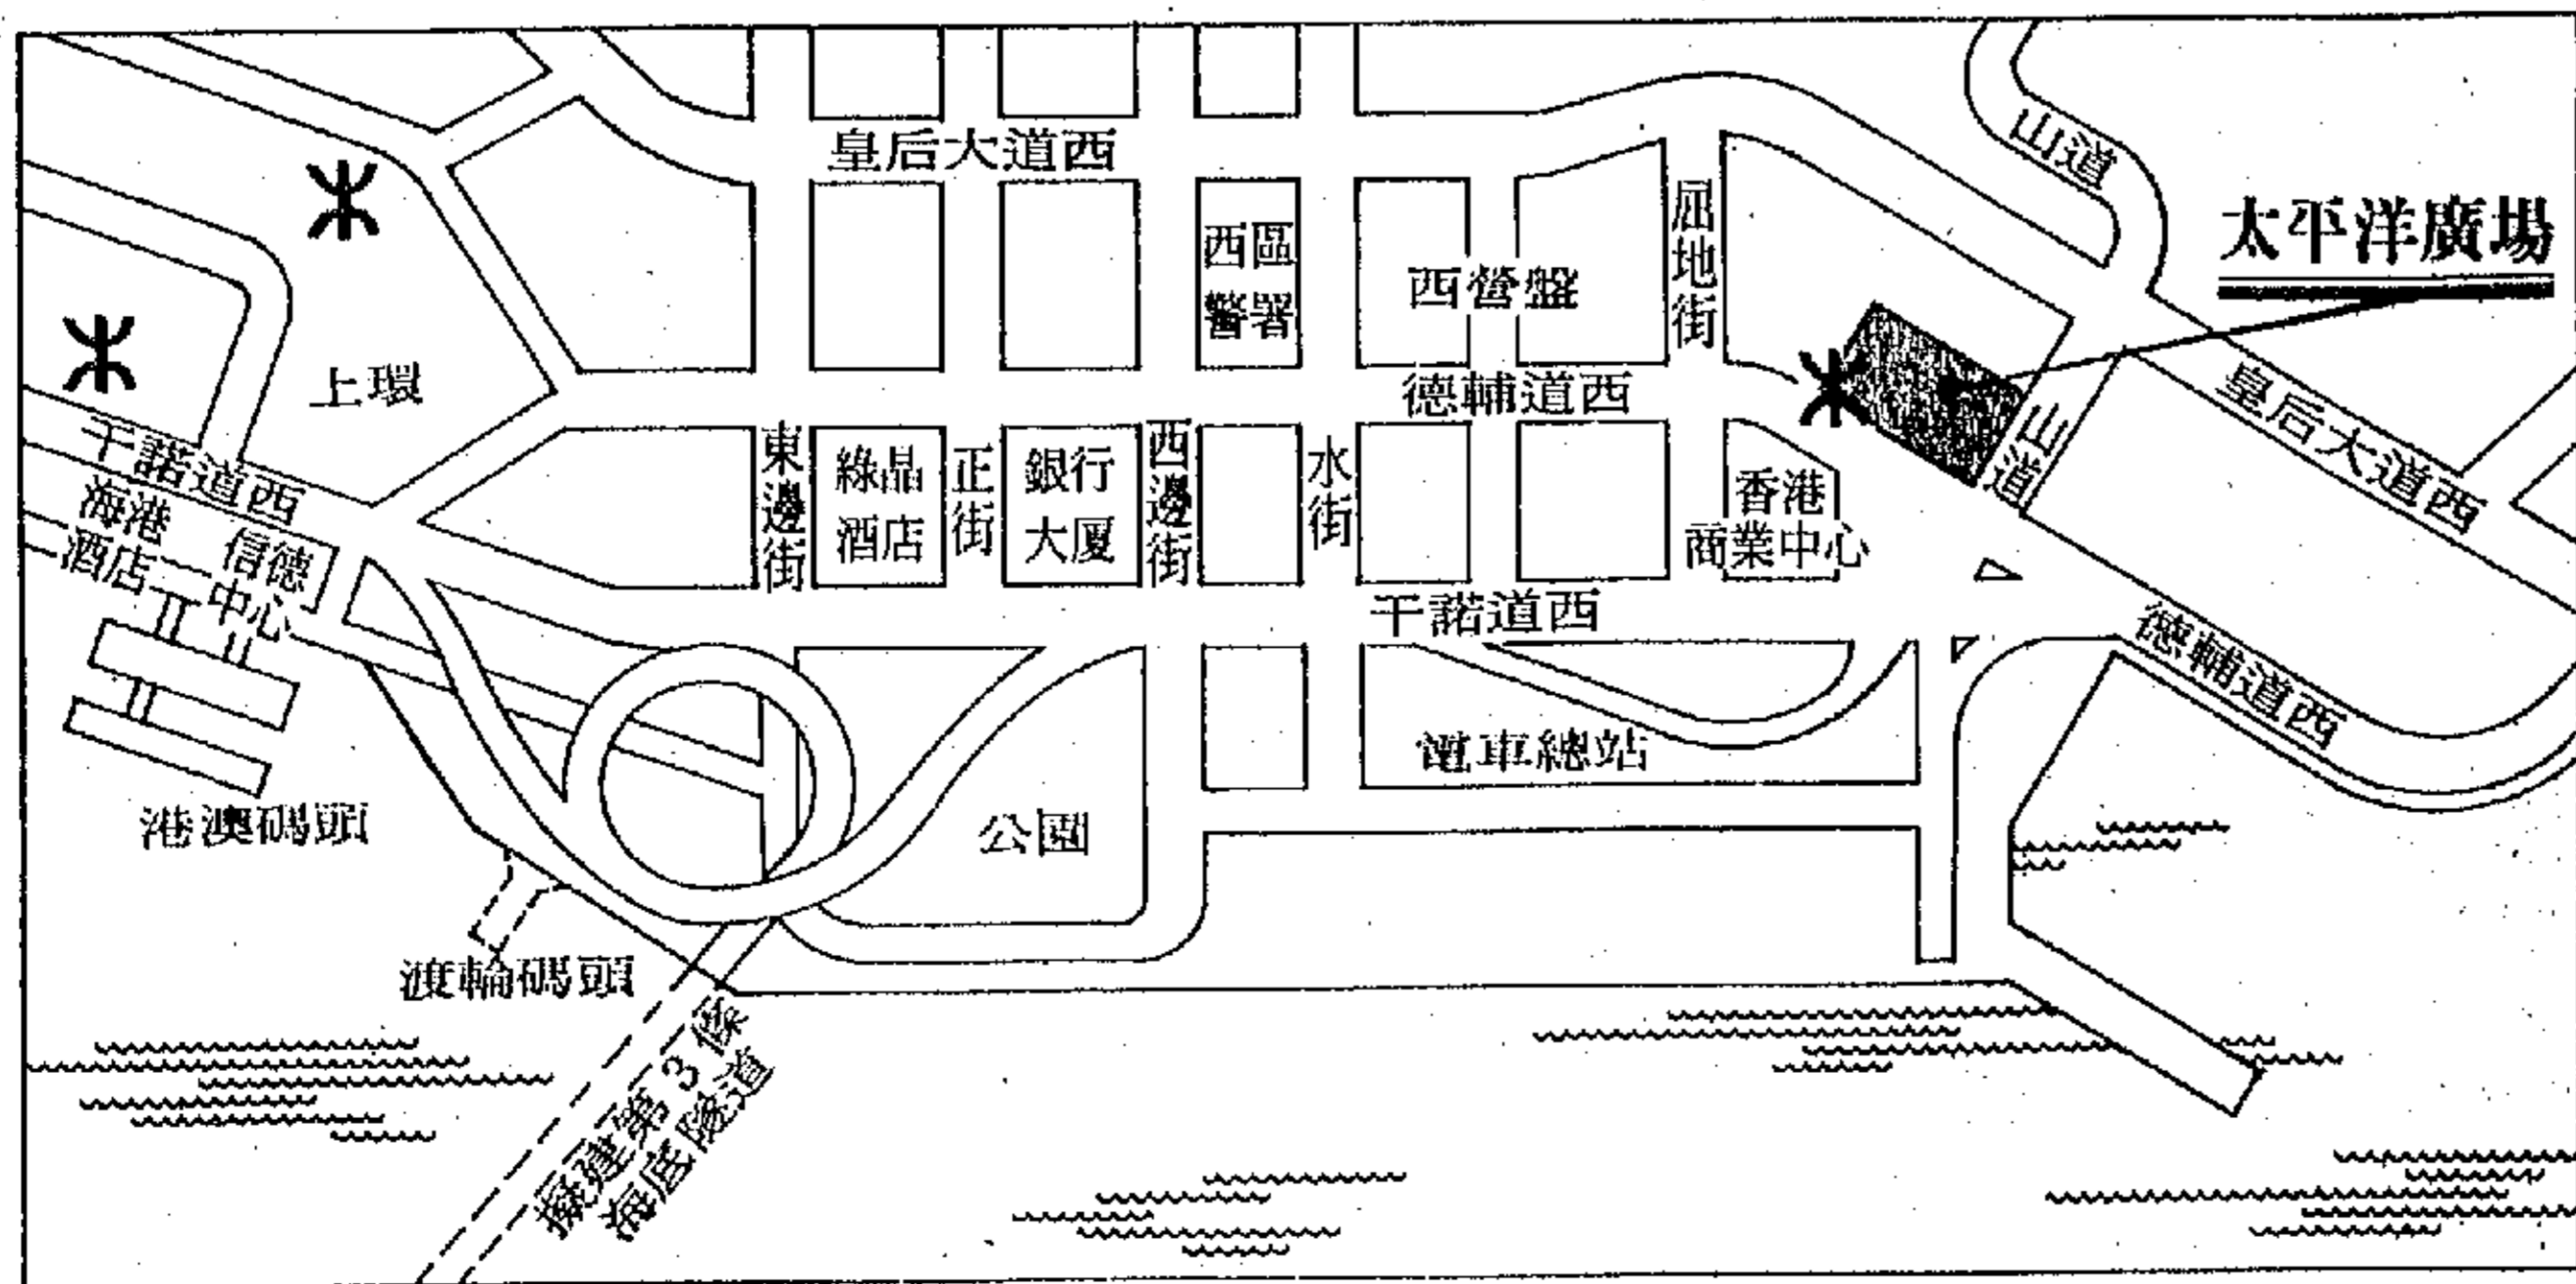 皇后大道西
山道
太平洋廣場
屈地街
西區
警署
西營盤
上環
德輔道西
山道
皇后大道西
干諾道西
海港
酒店
信德
中心
東邊街
綠晶
酒店
正街
銀行
大厦
西邊街
水街
香港
商業中心
干諾道西
德輔道西
電車總站
港澳碼頭
公園
渡輪碼頭
擬建第3條
海底隧道